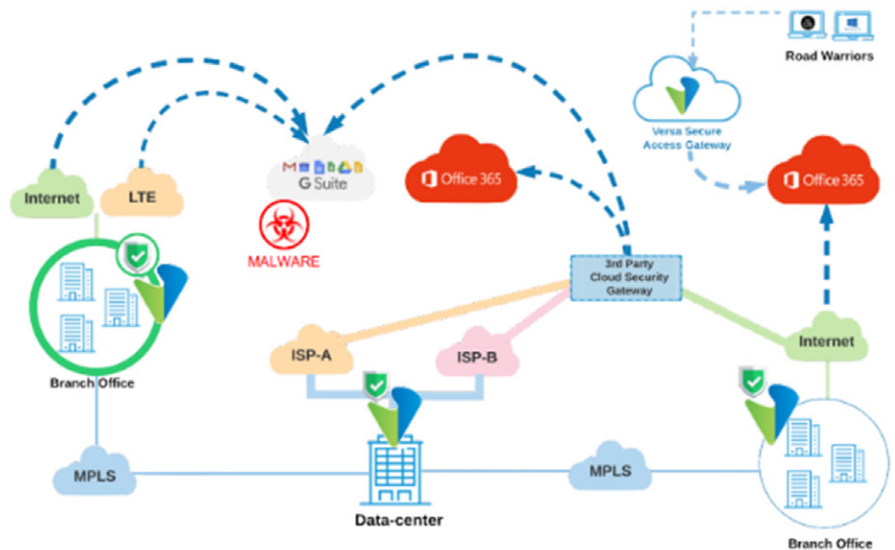 Road Warriors
Versa Secure
Access Gateway
Internet
LTE
G Suite
Office 365
Office 365
MALWARE
3rd Party
Cloud Security
Gateway
ISP-A
ISP-B
Internet
Branch Office
MPLS
MPLS
Data-center
Branch Office